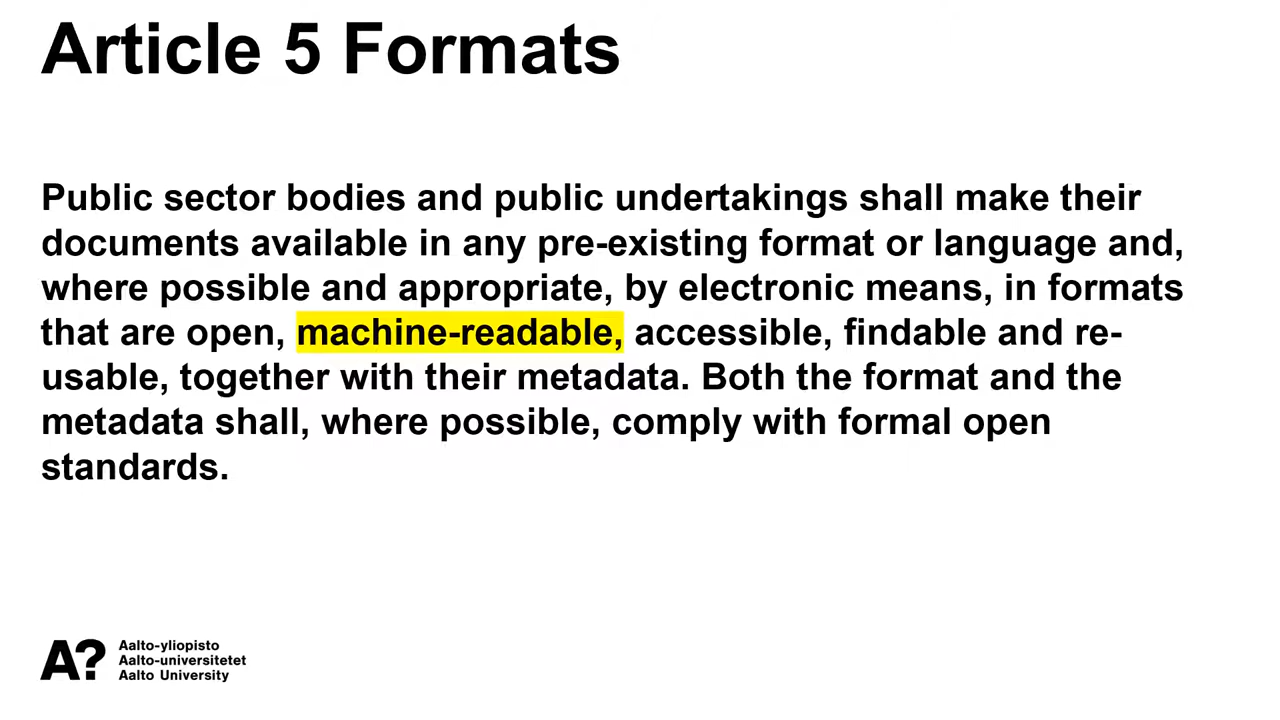 Article 5 Formats
Public sector bodies and public undertakings shall make their
documents available in any pre-existing format or language and,
where possible and appropriate, by electronic means, in formats
that are open, machine-readable, accessible, findable and re-
usable, together with their metadata. Both the format and the
metadata shall, where possible, comply with formal open
standards.
A?
Aalto-yliopisto
Aalto-universitetet
Aalto University